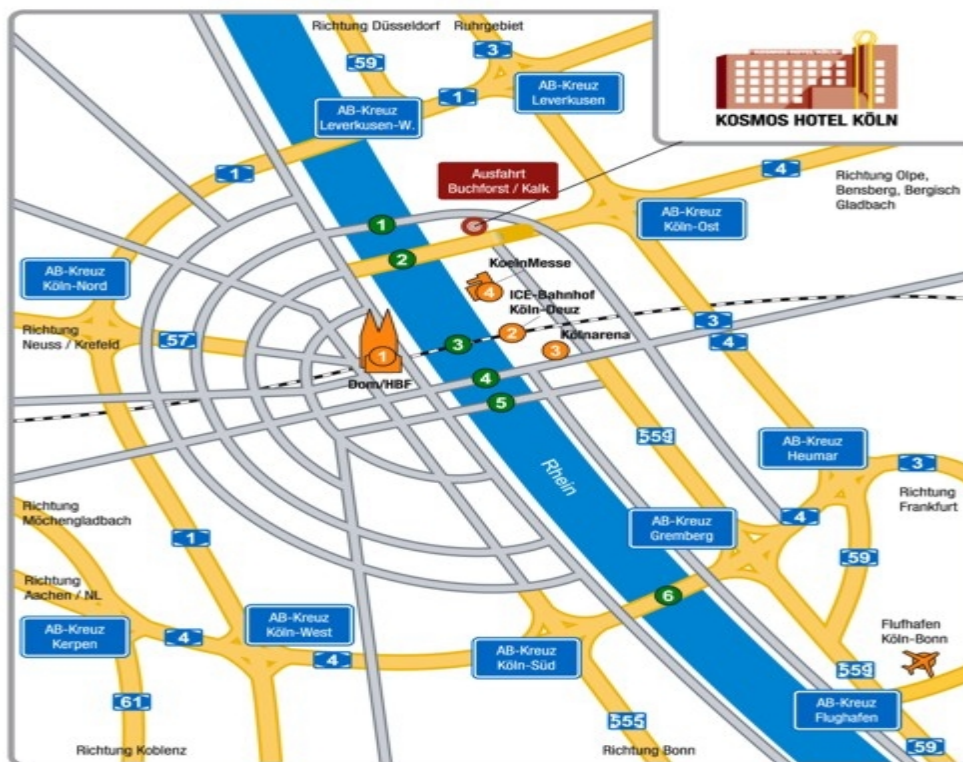 Richtung Düsseldorf
Ruhrgebiet
59
3
1
AB-Kreuz
Leverkusen-W.
AB-Kreuz
Leverkusen
KOSMOS HOTEL KÖLN
KOSMOS HOTEL KÖLN
1
Ausfahrt
Buchforst / Kalk
4
Richtung Olpe,
Bensberg, Bergisch
Gladbach
1
AB-Kreuz
Köln-Ost
2
AB-Kreuz
Köln-Nord
KoelnMesse
4
ICE-Bahnhof
Köln-Deuz
Richtung
Neuss / Krefeld
57
1
Dom/HBF
3
2
Kölnarena
3
3
4
4
5
Rhein
559
AB-Kreuz
Heumar
3
Richtung
Frankfurt
Richtung
Möchengladbach
1
AB-Kreuz
Gremberg
4
59
Richtung
Aachen / NL
6
AB-Kreuz
Kerpen
4
AB-Kreuz
Köln-West
4
AB-Kreuz
Köln-Süd
Flufhafen
Köln-Bonn
559
61
555
AB-Kreuz
Flughafen
59
Richtung Koblenz
Richtung Bonn